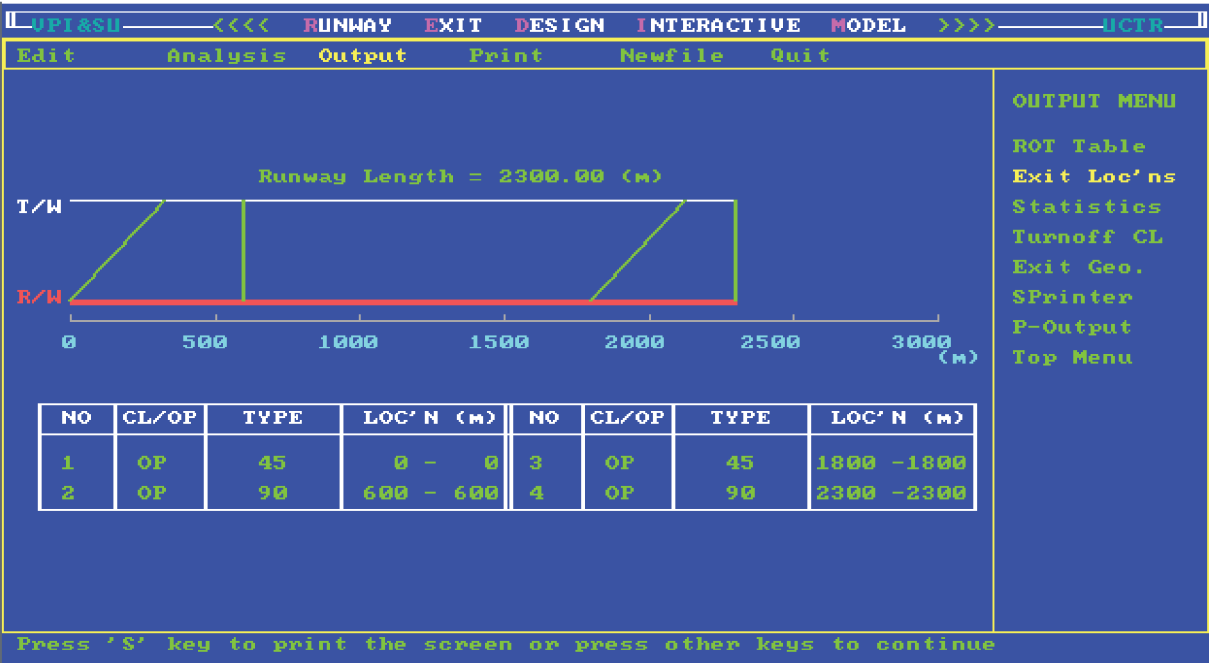 VPI&SU <<<< RUNWAY EXIT DESIGN INTERACTIVE MODEL >>>> UCTR
Edit Analysis Output Print Newfile Quit
Runway Length = 2300.00 (m)
T/W
R/W
0 500 1000 1500 2000 2500 3000
(m)
NO CL/OP TYPE LOC'N (m) NO CL/OP TYPE LOC'N (m)
1 OP 45 0 - 0 3 OP 45 1800 -1800
2 OP 90 600 - 600 4 OP 90 2300 -2300
OUTPUT MENU
ROT Table
Exit Loc'ns
Statistics
Turnoff CL
Exit Geo.
SPrinter
P-Output
Top Menu
Press 'S' key to print the screen or press other keys to continue